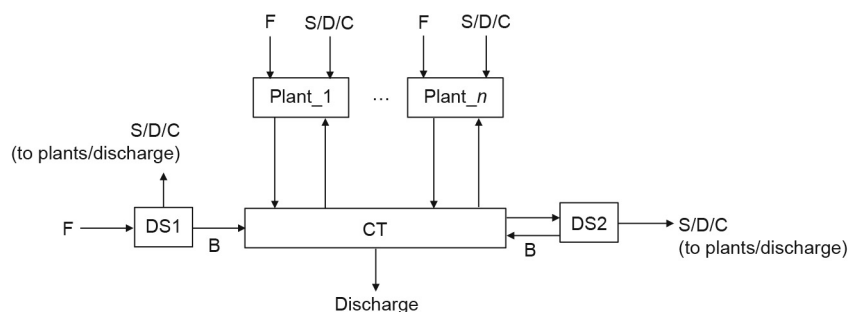 F
S/D/C
F
S/D/C
Plant_1
...
Plant_n
S/D/C
(to plants/discharge)
F
DS1
B
CT
B
DS2
S/D/C
(to plants/discharge)
Discharge